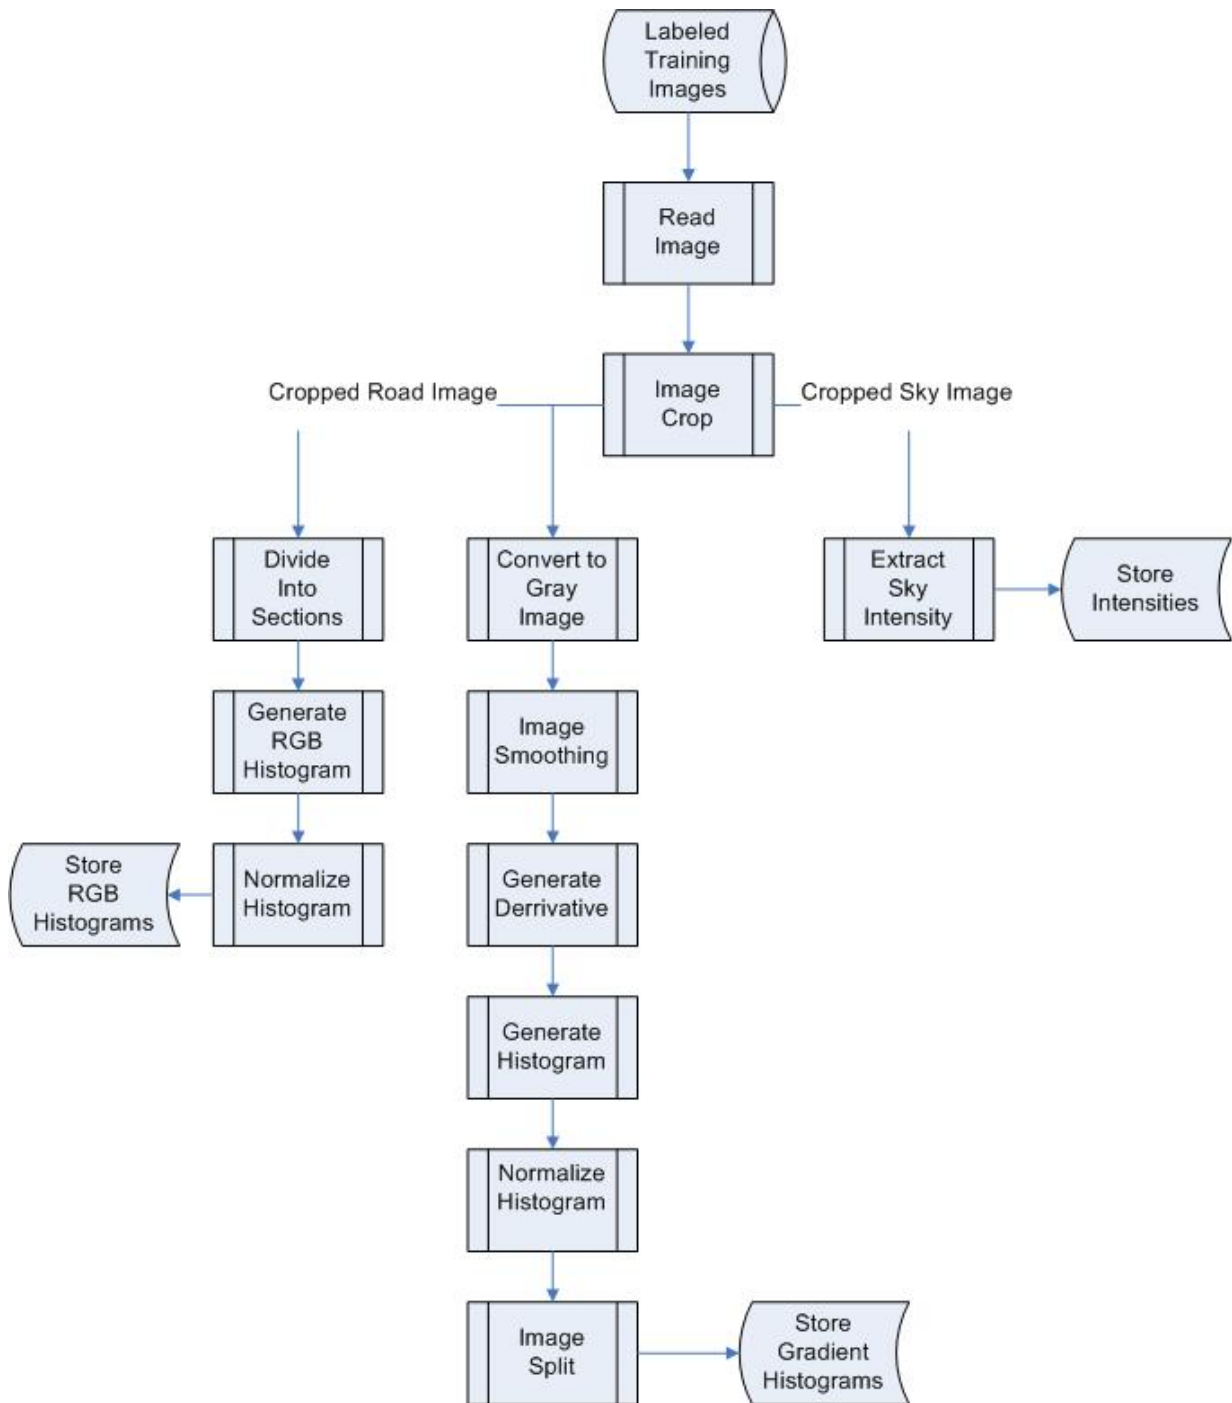 Labeled
Training
Images
Read
Image
Image
Crop
Cropped Road Image
Cropped Sky Image
Divide
Into
Sections
Convert to
Gray
Image
Extract
Sky
Intensity
Store
Intensities
Generate
RGB
Histogram
Image
Smoothing
Store
RGB
Histograms
Normalize
Histogram
Generate
Derrivative
Generate
Histogram
Normalize
Histogram
Image
Split
Store
Gradient
Histograms